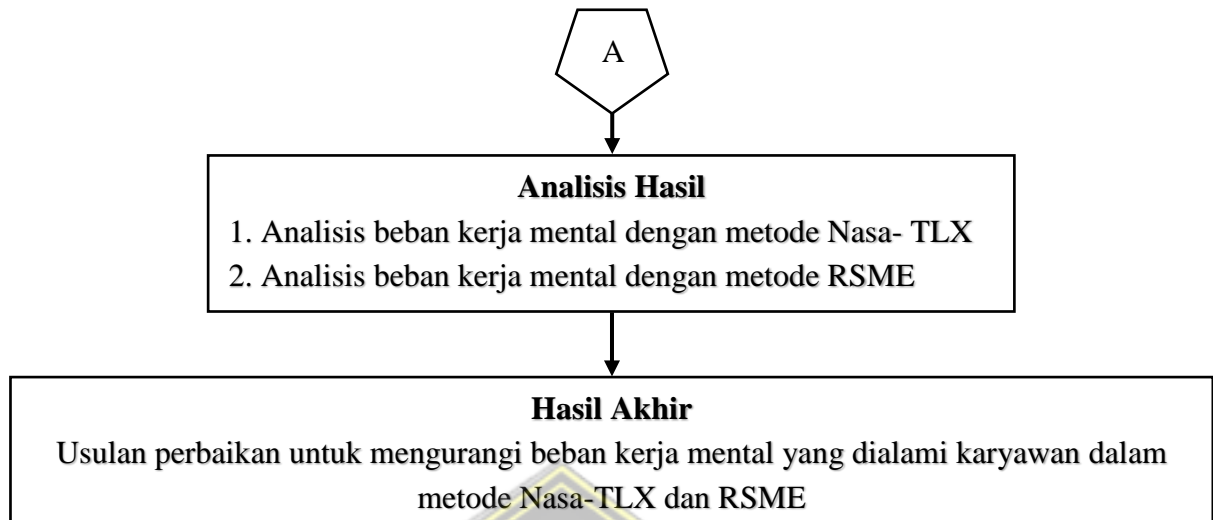 A
Analisis Hasil
1. Analisis beban kerja mental dengan metode Nasa- TLX
2. Analisis beban kerja mental dengan metode RSME
Hasil Akhir
Usulan perbaikan untuk mengurangi beban kerja mental yang dialami karyawan dalam
metode Nasa-TLX dan RSME